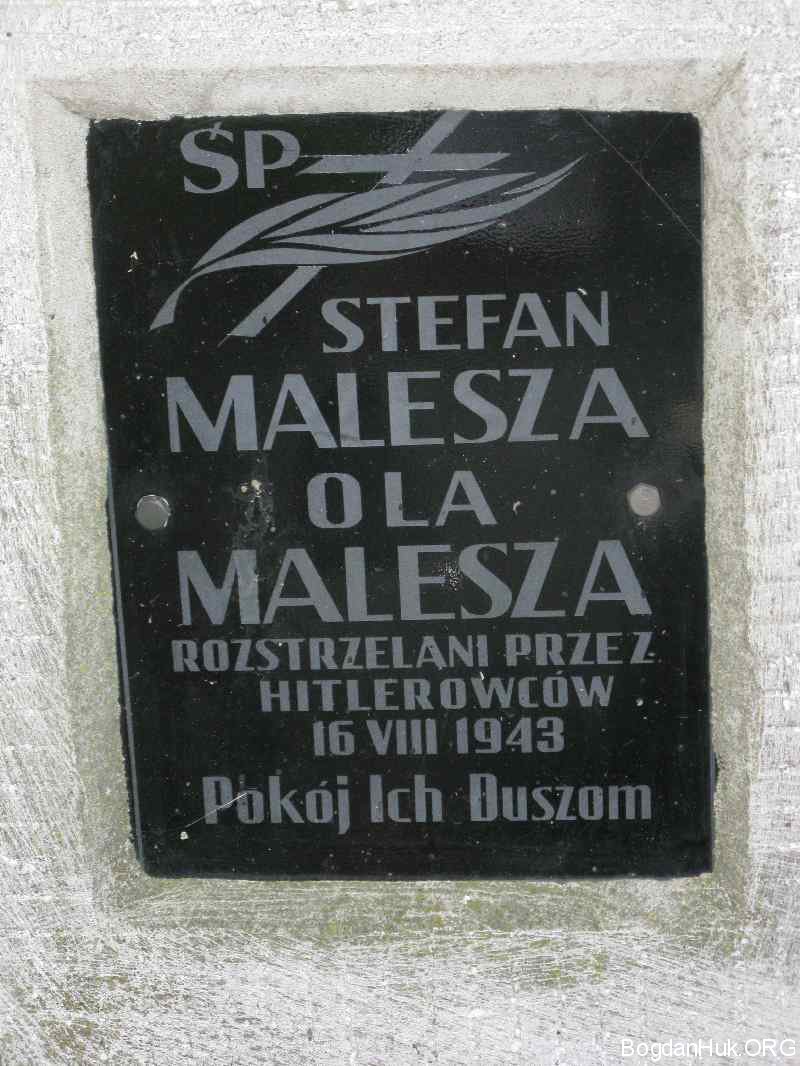 ŚP
STEFAN
MALESZA
OLA
MALESZA
ROZSTRZELANI PRZEZ
HITLEROWCÓW
16 VIII 1943
Pokój Ich Duszom
BogdanHuk.ORG